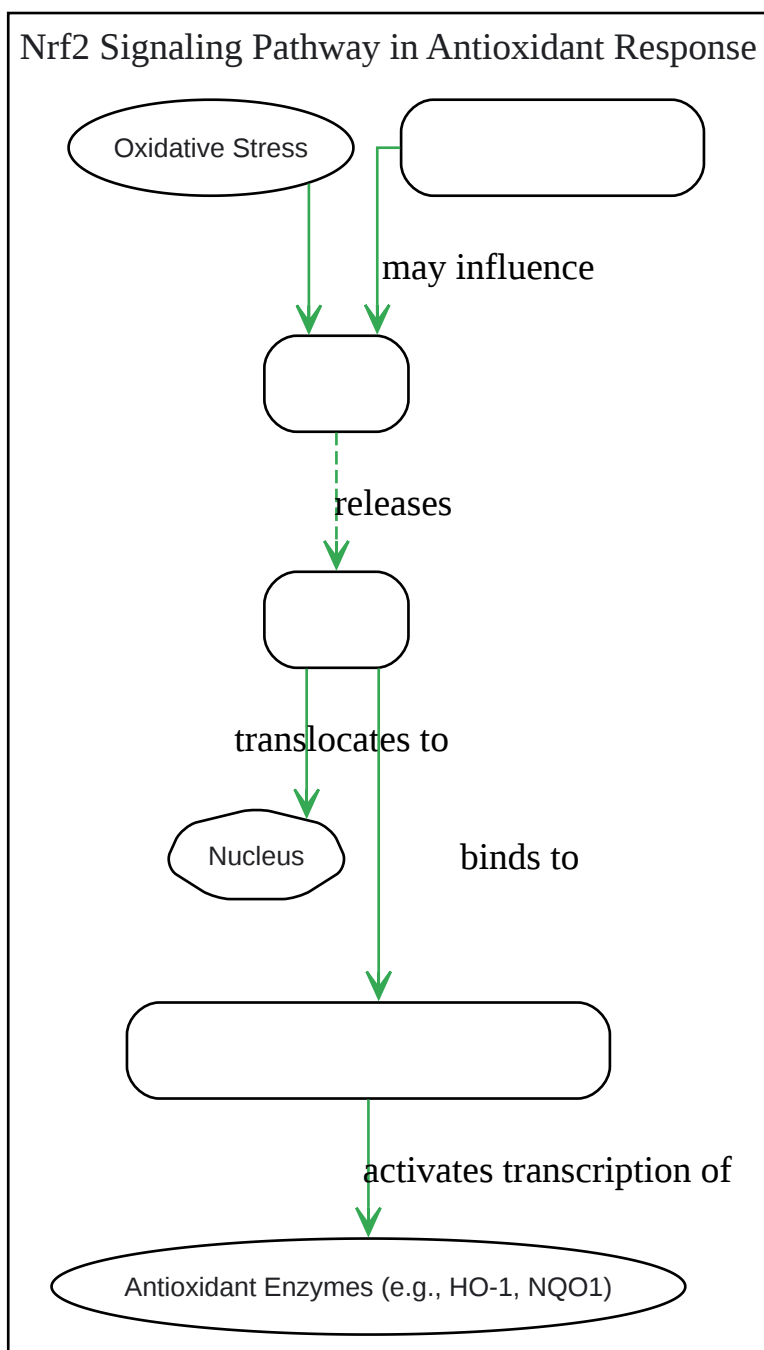 Nrf2 Signaling Pathway in Antioxidant Response
Oxidative Stress
may influence
releases
translocates to
Nucleus
binds to
activates transcription of
Antioxidant Enzymes (e.g., HO-1, NQO1)